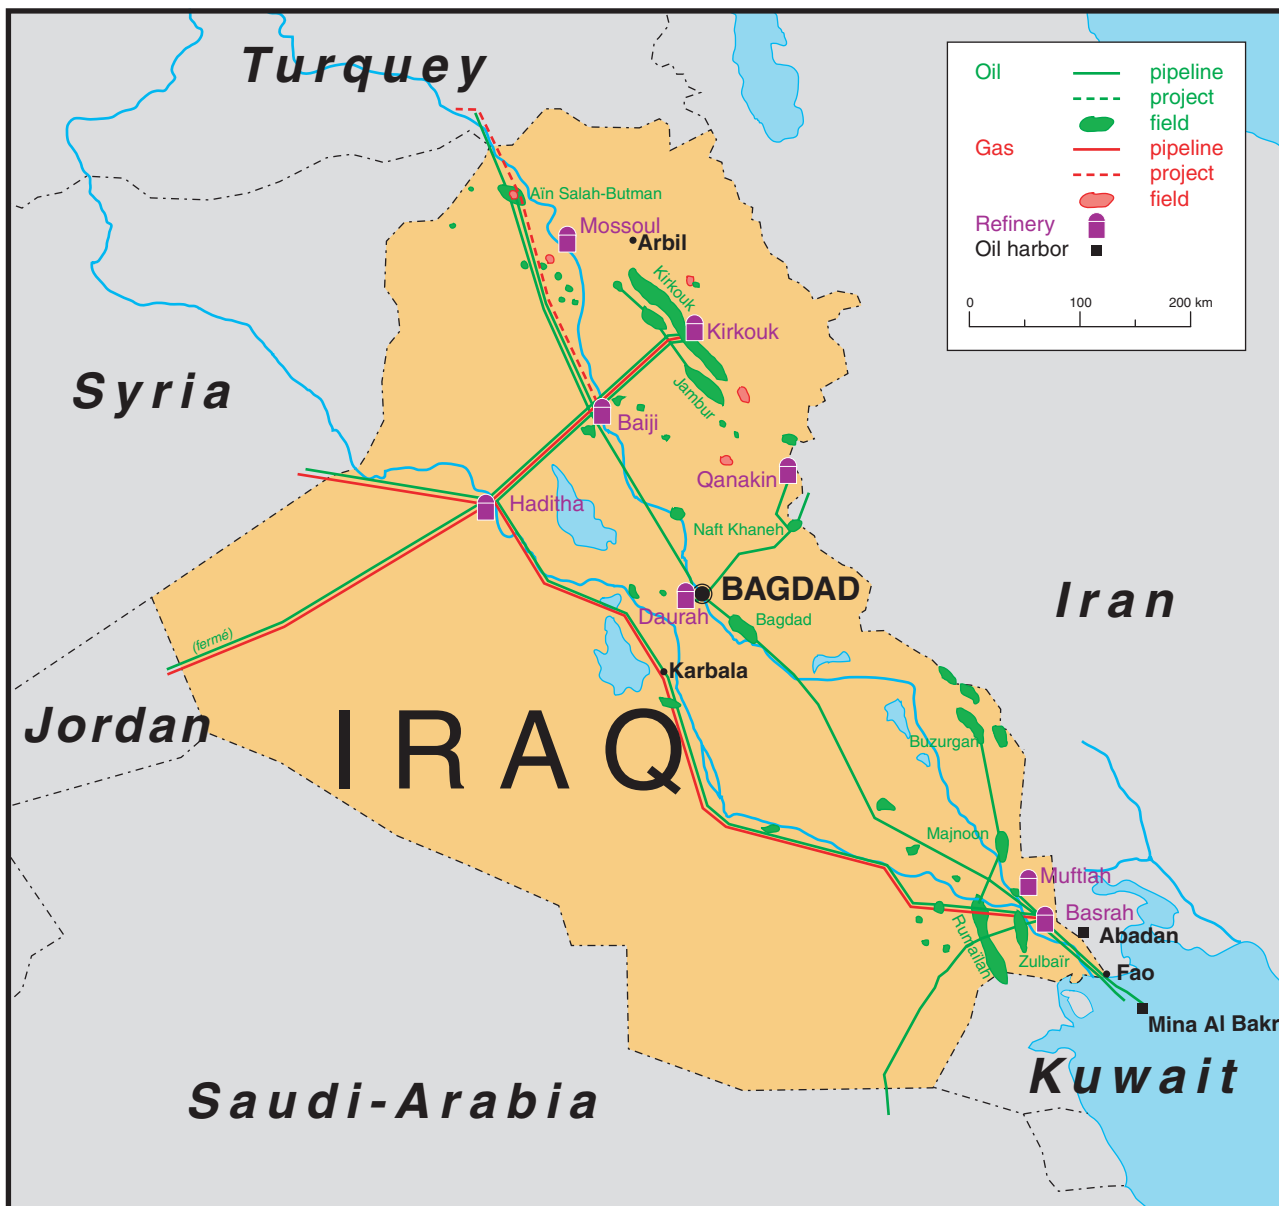 Turquey
Oil
pipeline
project
field
Gas
pipeline
project
field
Refinery
Oil harbor
0
100
200 km
Aïn Salah-Butman
Mossoul
Arbil
Kirkouk
Kirkouk
Jambur
Syria
Baiji
Qanakin
Haditha
Naft Khaneh
BAGDAD
Iran
Daurah
Bagdad
(fermé)
Karbala
Jordan
IRAQ
Buzurgan
Majnoon
Muftiah
Basrah
Abadan
Rumaïlah
Zulbaïr
Fao
Mina Al Bakr
Kuwait
Saudi-Arabia